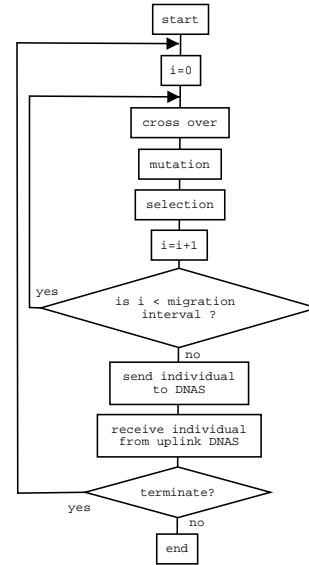 start
i=0
cross over
mutation
selection
i=i+1
is i < migration
interval ?
yes
no
send individual
to DNAS
receive individual
from uplink DNAS
terminate?
yes
no
end